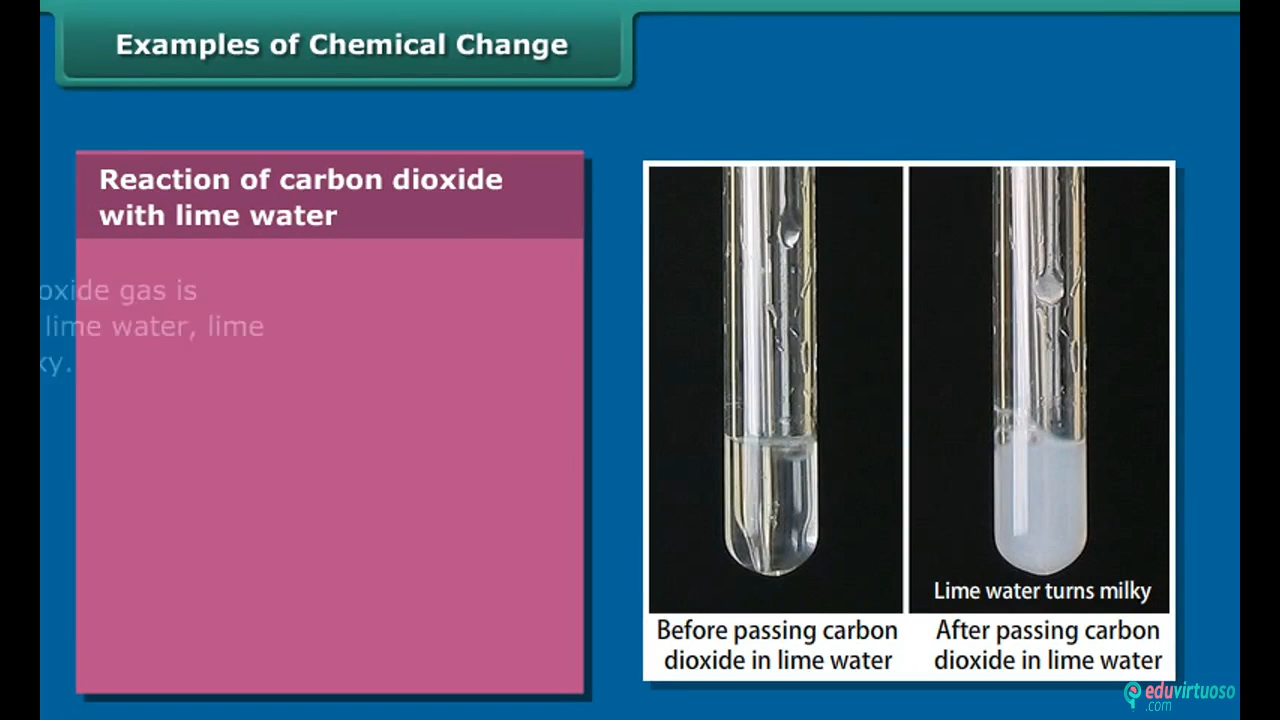 Examples of Chemical Change
Reaction of carbon dioxide
with lime water
oxide gas is
lime water, lime
ky.
Lime water turns milky
Before passing carbon
dioxide in lime water
After passing carbon
dioxide in lime water
eduvirtuoso
.com